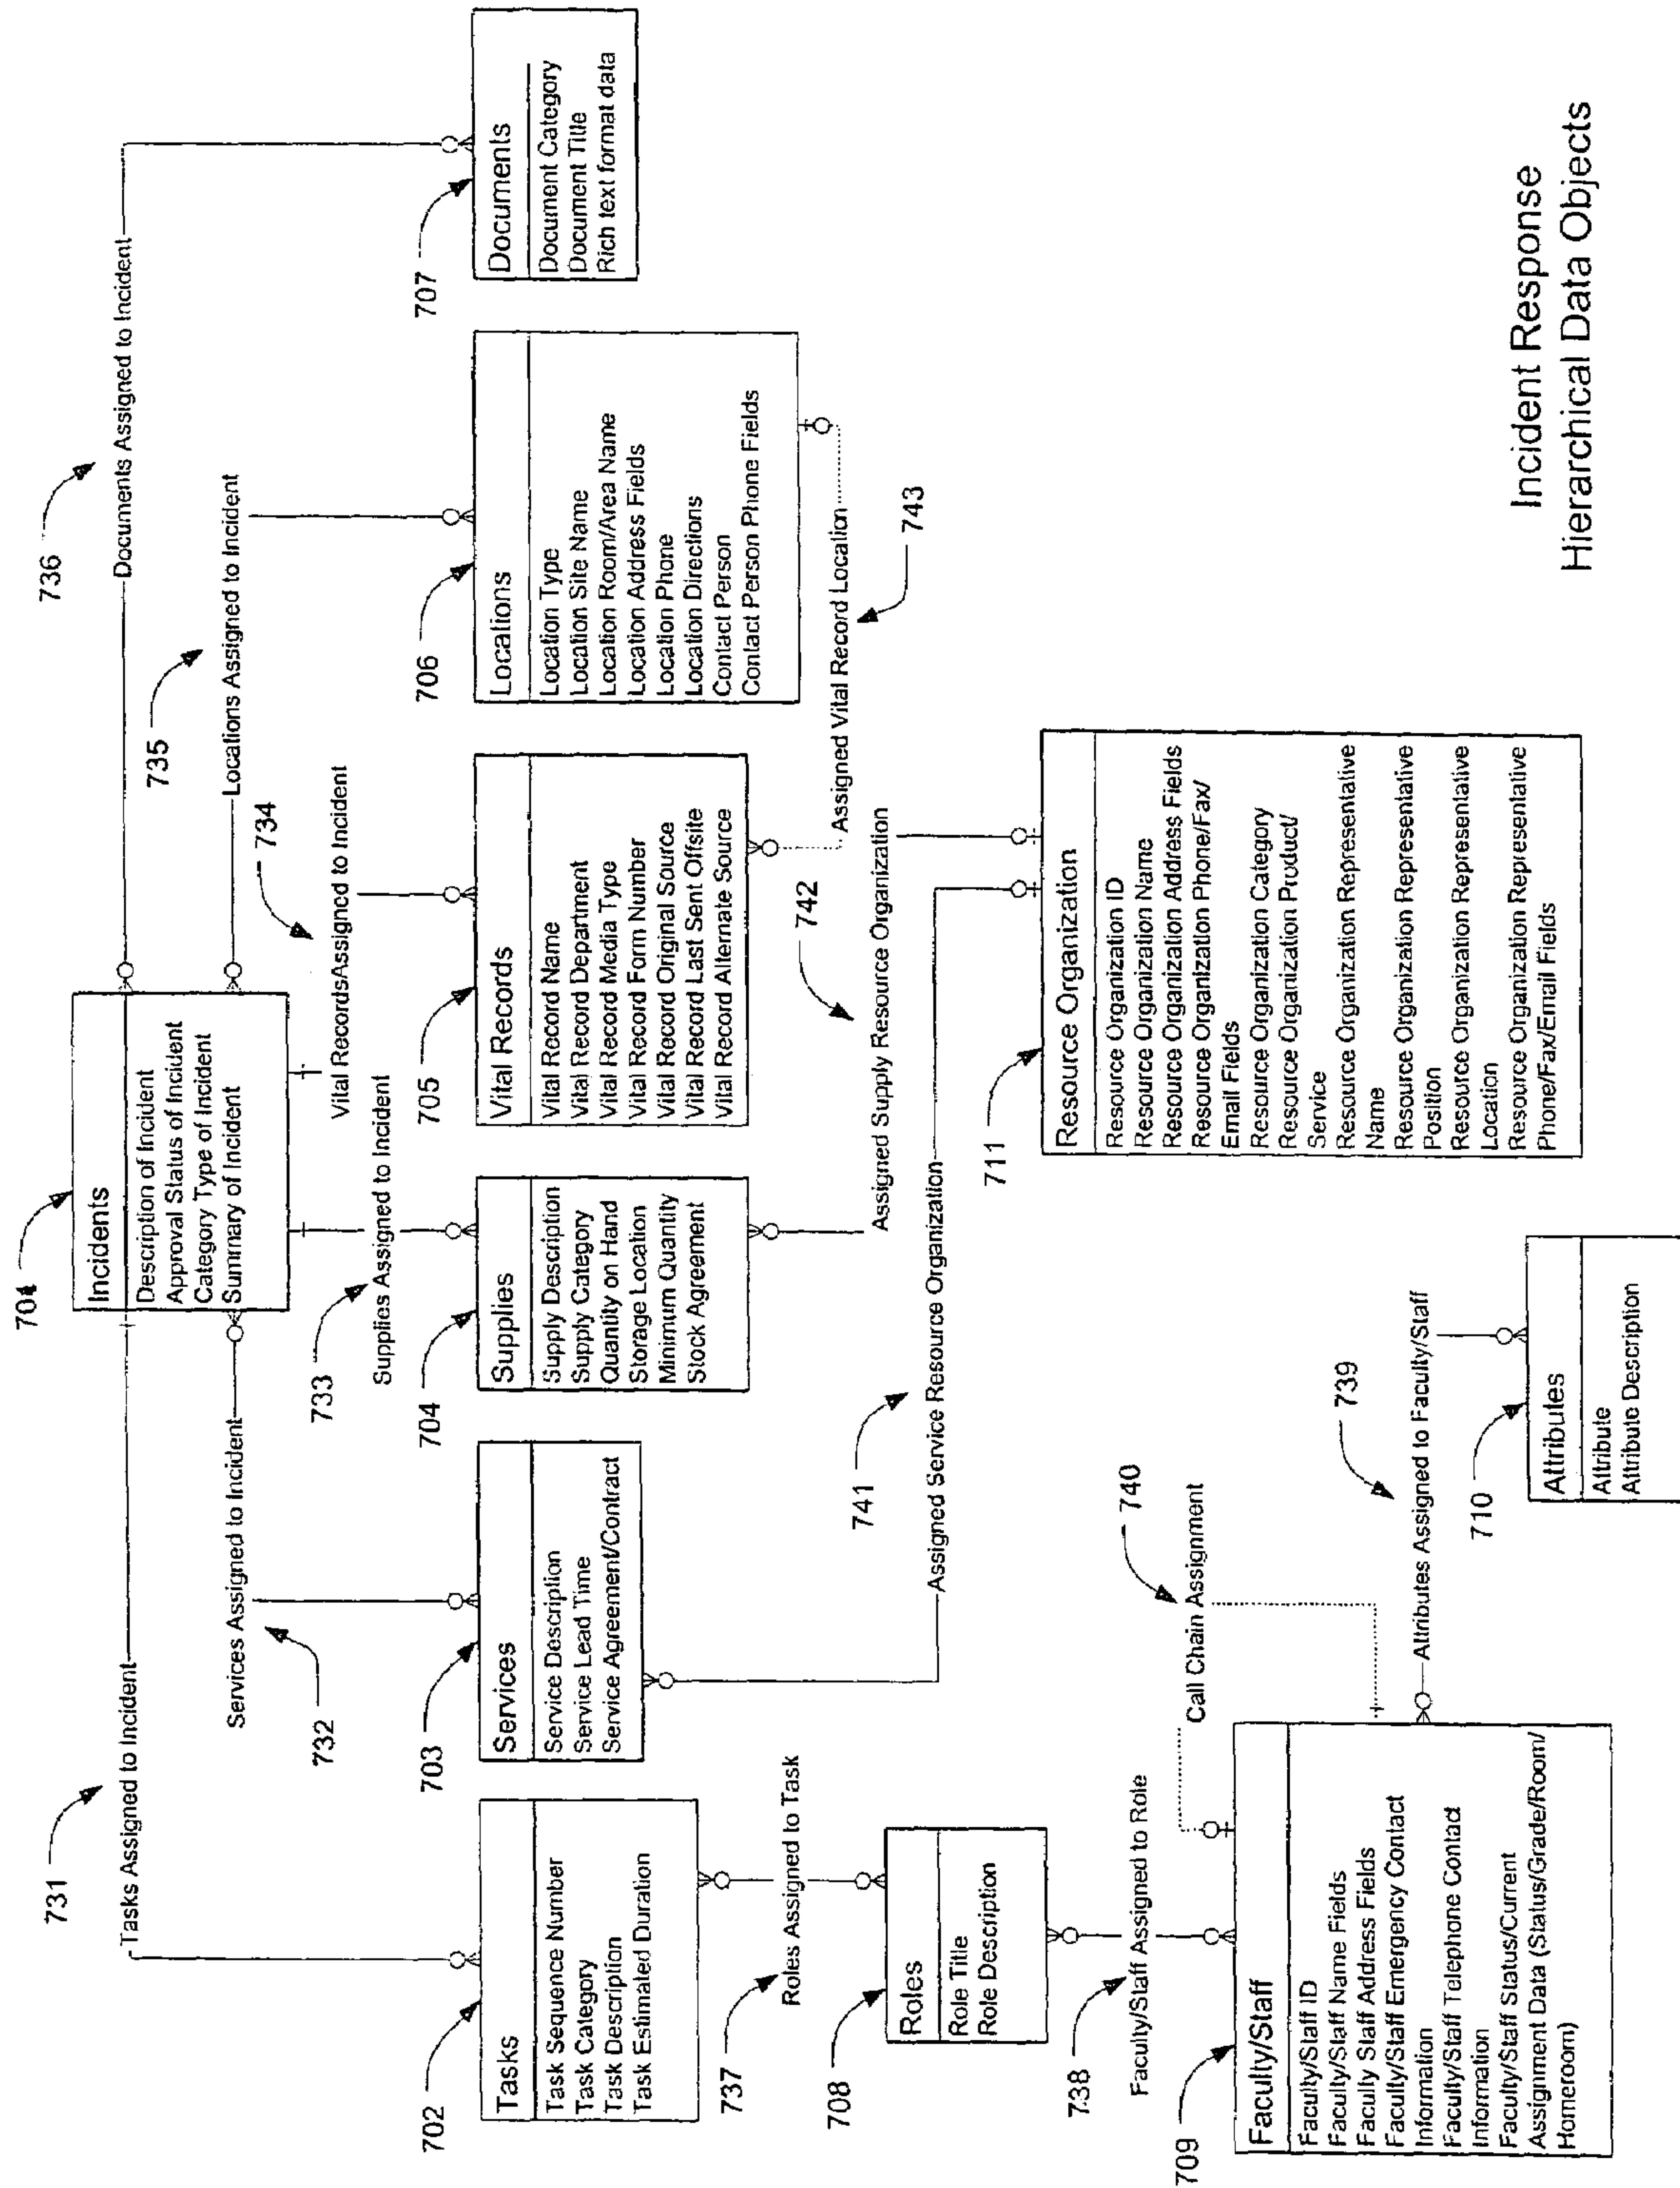 736
Documents Assigned to Incident
735
Locations Assigned to Incident
734
Vital RecordsAssigned to Incident
731
Tasks Assigned to Incident
Services Assigned to Incident
732
733
Supplies Assigned to Incident
701
Incidents
Description of Incident
Approval Status of Incident
Category Type of Incident
Summary of Incident
702
Tasks
Task Sequence Number
Task Category
Task Description
Task Estimated Duration
703
Services
Service Description
Service Lead Time
Service Agreement/Contract
704
Supplies
Supply Description
Supply Category
Quantity on Hand
Storage Location
Minimum Quantity
Stock Agreement
705
Vital Records
Vital Record Name
Vital Record Department
Vital Record Media Type
Vital Record Form Number
Vital Record Original Source
Vital Record Last Sent Offsite
Vital Record Alternate Source
706
Locations
Location Type
Location Site Name
Location Room/Area Name
Location Address Fields
Location Phone
Location Directions
Contact Person
Contact Person Phone Fields
707
Documents
Document Category
Document Title
Rich text format data
737
Roles Assigned to Task
741
Assigned Service Resource Organization
742
Assigned Supply Resource Organization
Assigned Vital Record Location
743
708
Roles
Role Title
Role Description
738
Faculty/Staff Assigned to Role
740
Call Chain Assignment
739
Attributes Assigned to Faculty/Staff
709
Faculty/Staff
Faculty/Staff ID
Faculty/Staff Name Fields
Faculty Staff Address Fields
Faculty/Staff Emergency Contact
Information
Faculty/Staff Telephone Contact
Information
Faculty/Staff Status/Current
Assignment Data (Status/Grade/Room/
Homeroom)
710
Attributes
Attribute
Attribute Description
711
Resource Organization
Resource Organization ID
Resource Organization Name
Resource Organization Address Fields
Resource Organization Phone/Fax/
Email Fields
Resource Organization Category
Resource Organization Product/
Service
Resource Organization Representative
Name
Resource Organization Representative
Position
Resource Organization Representative
Location
Resource Organization Representative
Phone/Fax/Email Fields
Incident Response
Hierarchical Data Objects